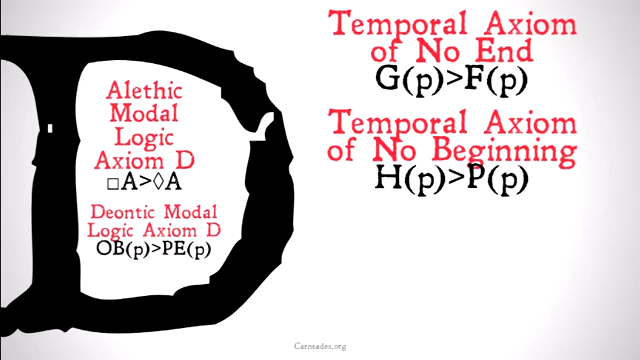 Alethic
Modal
Logic
Axiom D
□A>◊A
Deontic Modal
Logic Axiom D
OB(p)>PE(p)
Temporal Axiom
of No End
G(p)>F(p)
Temporal Axiom
of No Beginning
H(p)>P(p)
Carneades.org